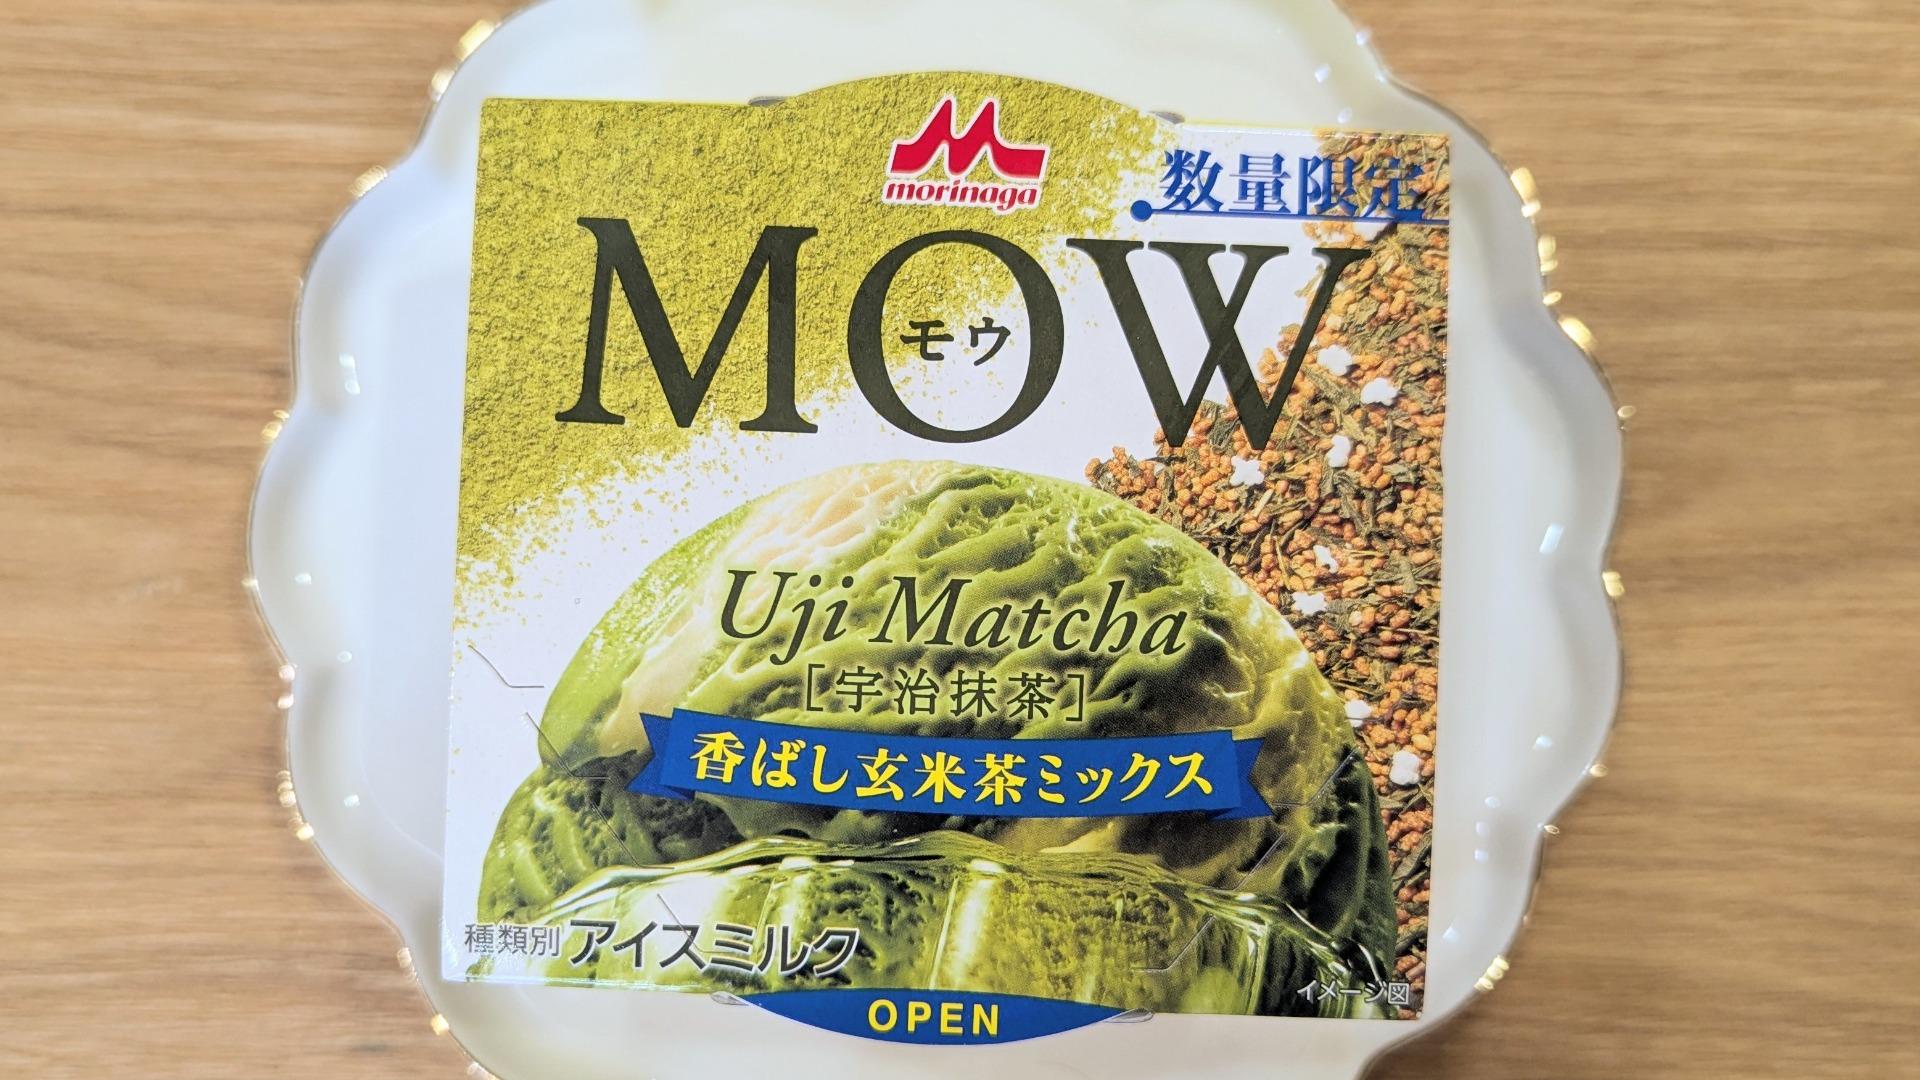 morinaga
数量限定
MOW
モウ
Uji Matcha
[宇治抹茶]
香ばし玄米茶ミックス
種類別 アイスミルク
イメージ図
OPEN